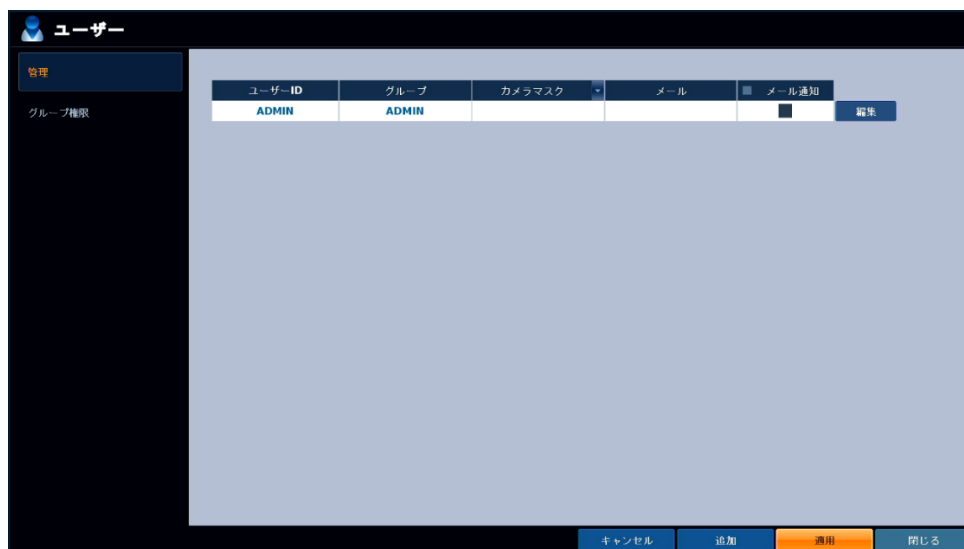 ユーザー
管理
グループ権限
ユーザーID グループ カメラマスク メール メール通知
ADMIN ADMIN 編集
キャンセル 追加 適用 閉じる